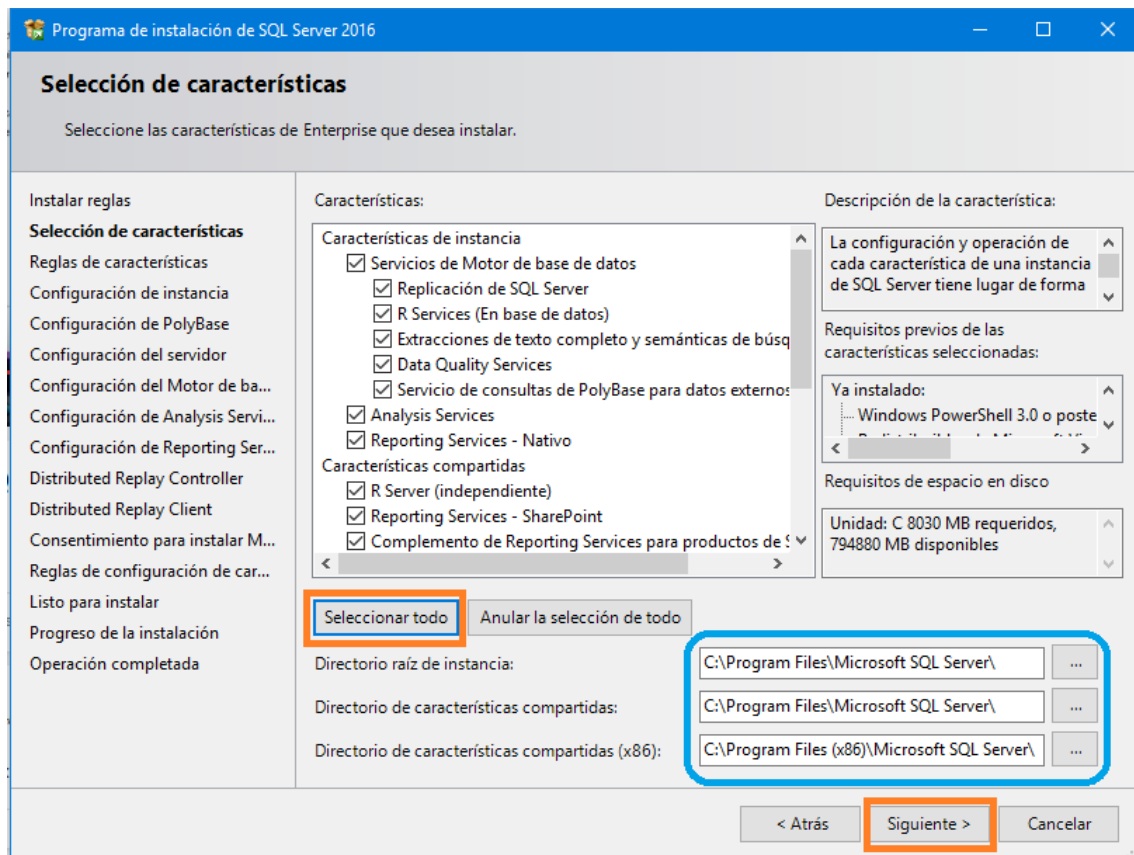 Programa de instalación de SQL Server 2016
Selección de características
Seleccione las características de Enterprise que desea instalar.
Instalar reglas
Selección de características
Reglas de características
Configuración de instancia
Configuración de PolyBase
Configuración del servidor
Configuración del Motor de ba...
Configuración de Analysis Servi...
Configuración de Reporting Ser...
Distributed Replay Controller
Distributed Replay Client
Consentimiento para instalar M...
Reglas de configuración de car...
Listo para instalar
Progreso de la instalación
Operación completada
Características:
Características de instancia
Servicios de Motor de base de datos
Replicación de SQL Server
R Services (En base de datos)
Extracciones de texto completo y semánticas de búsq
Data Quality Services
Servicio de consultas de PolyBase para datos externos
Analysis Services
Reporting Services - Nativo
Características compartidas
R Server (independiente)
Reporting Services - SharePoint
Complemento de Reporting Services para productos de S
Descripción de la característica:
La configuración y operación de
cada característica de una instancia
de SQL Server tiene lugar de forma
Requisitos previos de las
características seleccionadas:
Ya instalado:
Windows PowerShell 3.0 o poste
Requisitos de espacio en disco
Unidad: C 8030 MB requeridos,
794880 MB disponibles
Seleccionar todo
Anular la selección de todo
Directorio raíz de instancia:
C:\Program Files\Microsoft SQL Server\
...
Directorio de características compartidas:
C:\Program Files\Microsoft SQL Server\
...
Directorio de características compartidas (x86):
C:\Program Files (x86)\Microsoft SQL Server\
...
< Atrás
Siguiente >
Cancelar